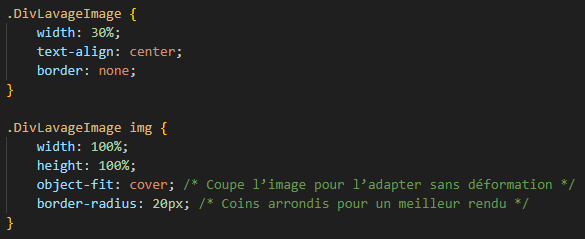 .DivLavageImage {
    width: 30%;
    text-align: center;
    border: none;
}

.DivLavageImage img {
    width: 100%;
    height: 100%;
    object-fit: cover; /* Coupe l’image pour l’adapter sans déformation */
    border-radius: 20px; /* Coins arrondis pour un meilleur rendu */
}